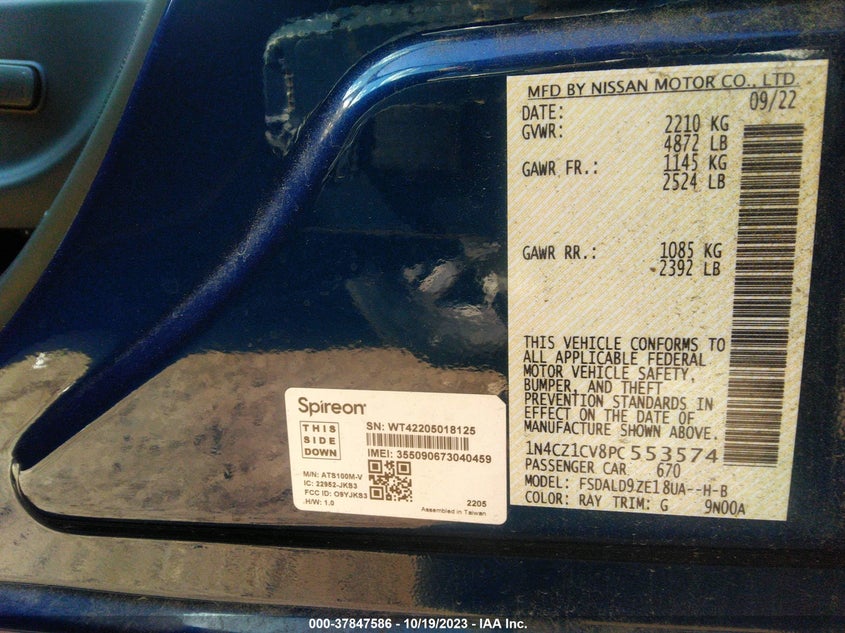 MFD BY NISSAN MOTOR CO., LTD.
DATE: 09/22
GVWR: 2210 KG
4872 LB
GAWR FR.: 1145 KG
2524 LB
GAWR RR.: 1085 KG
2392 LB
THIS VEHICLE CONFORMS TO
ALL APPLICABLE FEDERAL
MOTOR VEHICLE SAFETY,
BUMPER, AND THEFT
PREVENTION STANDARDS IN
EFFECT ON THE DATE OF
MANUFACTURE SHOWN ABOVE.
1N4CZ1CV8PC553574
PASSENGER CAR 670
MODEL: FSDALD9ZE18UA--H-B
COLOR: RAY TRIM: G 9N00A
Spireon
THIS
SIDE
DOWN
SN: WT42205018125
IMEI: 355090673040459
M/N: ATS100M-V
IC: 22952-JKS3
FCC ID: O9YJKS3
H/W: 1.0
2205
Assembled in Taiwan
000-37847586 - 10/19/2023 - IAA Inc.